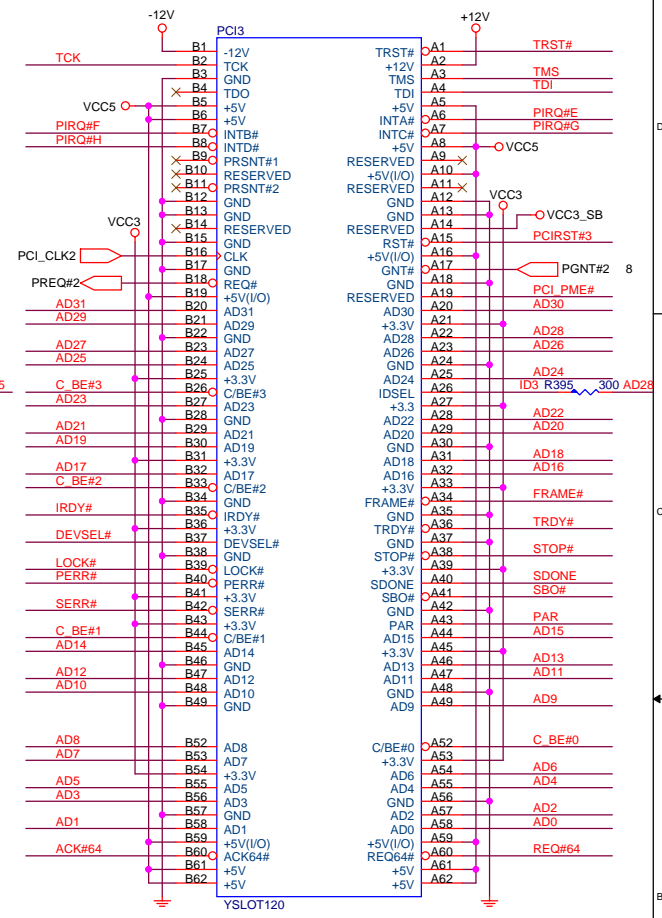 -12V +12V
PCI3
B1 -12V TRST# A1 TRST#
TCK B2 TCK +12V A2
B3 GND TMS A3 TMS
B4 TDO TDI A4 TDI
VCC5 B5 +5V +5V A5
B6 +5V INTA# A6 PIRQ#E
PIRQ#F B7 INTB# INTC# A7 PIRQ#G
PIRQ#H B8 INTD# +5V A8 VCC5
B9 PRSNT#1 RESERVED A9
B10 RESERVED +5V(I/O) A10
B11 PRSNT#2 RESERVED A11
VCC3
B12 GND GND A12
B13 GND GND A13
VCC3 B14 RESERVED RESERVED A14 VCC3_SB
B15 GND RST# A15 PCIRST#3
PCI_CLK2 B16 CLK +5V(I/O) A16
B17 GND GNT# A17 PGNT#2 8
PREQ#2 B18 REQ# GND A18
B19 +5V(I/O) RESERVED A19 PCI_PME#
AD31 B20 AD31 AD30 A20 AD30
AD29 B21 AD29 +3.3V A21
B22 GND AD28 A22 AD28
AD27 B23 AD27 AD26 A23 AD26
AD25 B24 AD25 GND A24
B25 +3.3V AD24 A25 AD24
C_BE#3 B26 C/BE#3 IDSEL A26 ID3 R395 300 AD28
AD23 B27 AD23 +3.3 A27
B28 GND AD22 A28 AD22
AD21 B29 AD21 AD20 A29 AD20
AD19 B30 AD19 GND A30
B31 +3.3V AD18 A31 AD18
AD17 B32 AD17 AD16 A32 AD16
C_BE#2 B33 C/BE#2 +3.3V A33
B34 GND FRAME# A34 FRAME#
IRDY# B35 IRDY# GND A35
B36 +3.3V TRDY# A36 TRDY#
DEVSEL# B37 DEVSEL# GND A37
B38 GND STOP# A38 STOP#
LOCK# B39 LOCK# +3.3V A39
PERR# B40 PERR# SDONE A40 SDONE
B41 +3.3V SBO# A41 SBO#
SERR# B42 SERR# GND A42
B43 +3.3V PAR A43 PAR
C_BE#1 B44 C/BE#1 AD15 A44 AD15
AD14 B45 AD14 +3.3V A45
B46 GND AD13 A46 AD13
AD12 B47 AD12 AD11 A47 AD11
AD10 B48 AD10 GND A48
B49 GND AD9 A49 AD9
AD8 B52 AD8 C/BE#0 A52 C_BE#0
AD7 B53 AD7 +3.3V A53
B54 +3.3V AD6 A54 AD6
AD5 B55 AD5 AD4 A55 AD4
AD3 B56 AD3 GND A56
B57 GND AD2 A57 AD2
AD1 B58 AD1 AD0 A58 AD0
B59 +5V(I/O) +5V(I/O) A59
ACK#64 B60 ACK64# REQ64# A60 REQ#64
B61 +5V +5V A61
B62 +5V +5V A62
YSLOT120
D
C
B